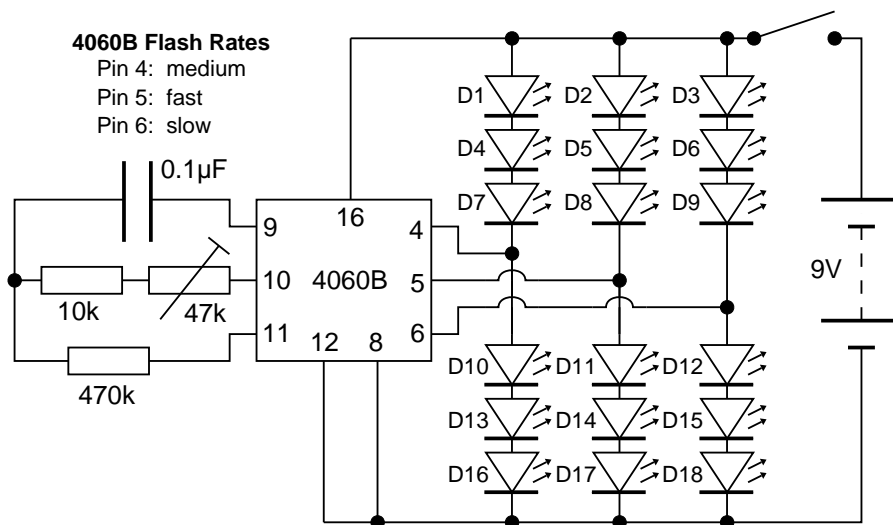 4060B Flash Rates
Pin 4: medium
Pin 5: fast
Pin 6: slow
0.1µF
10k
47k
470k
9
10
11
16
4060B
12
8
4
5
6
D1
D2
D3
D4
D5
D6
D7
D8
D9
D10
D11
D12
D13
D14
D15
D16
D17
D18
9V